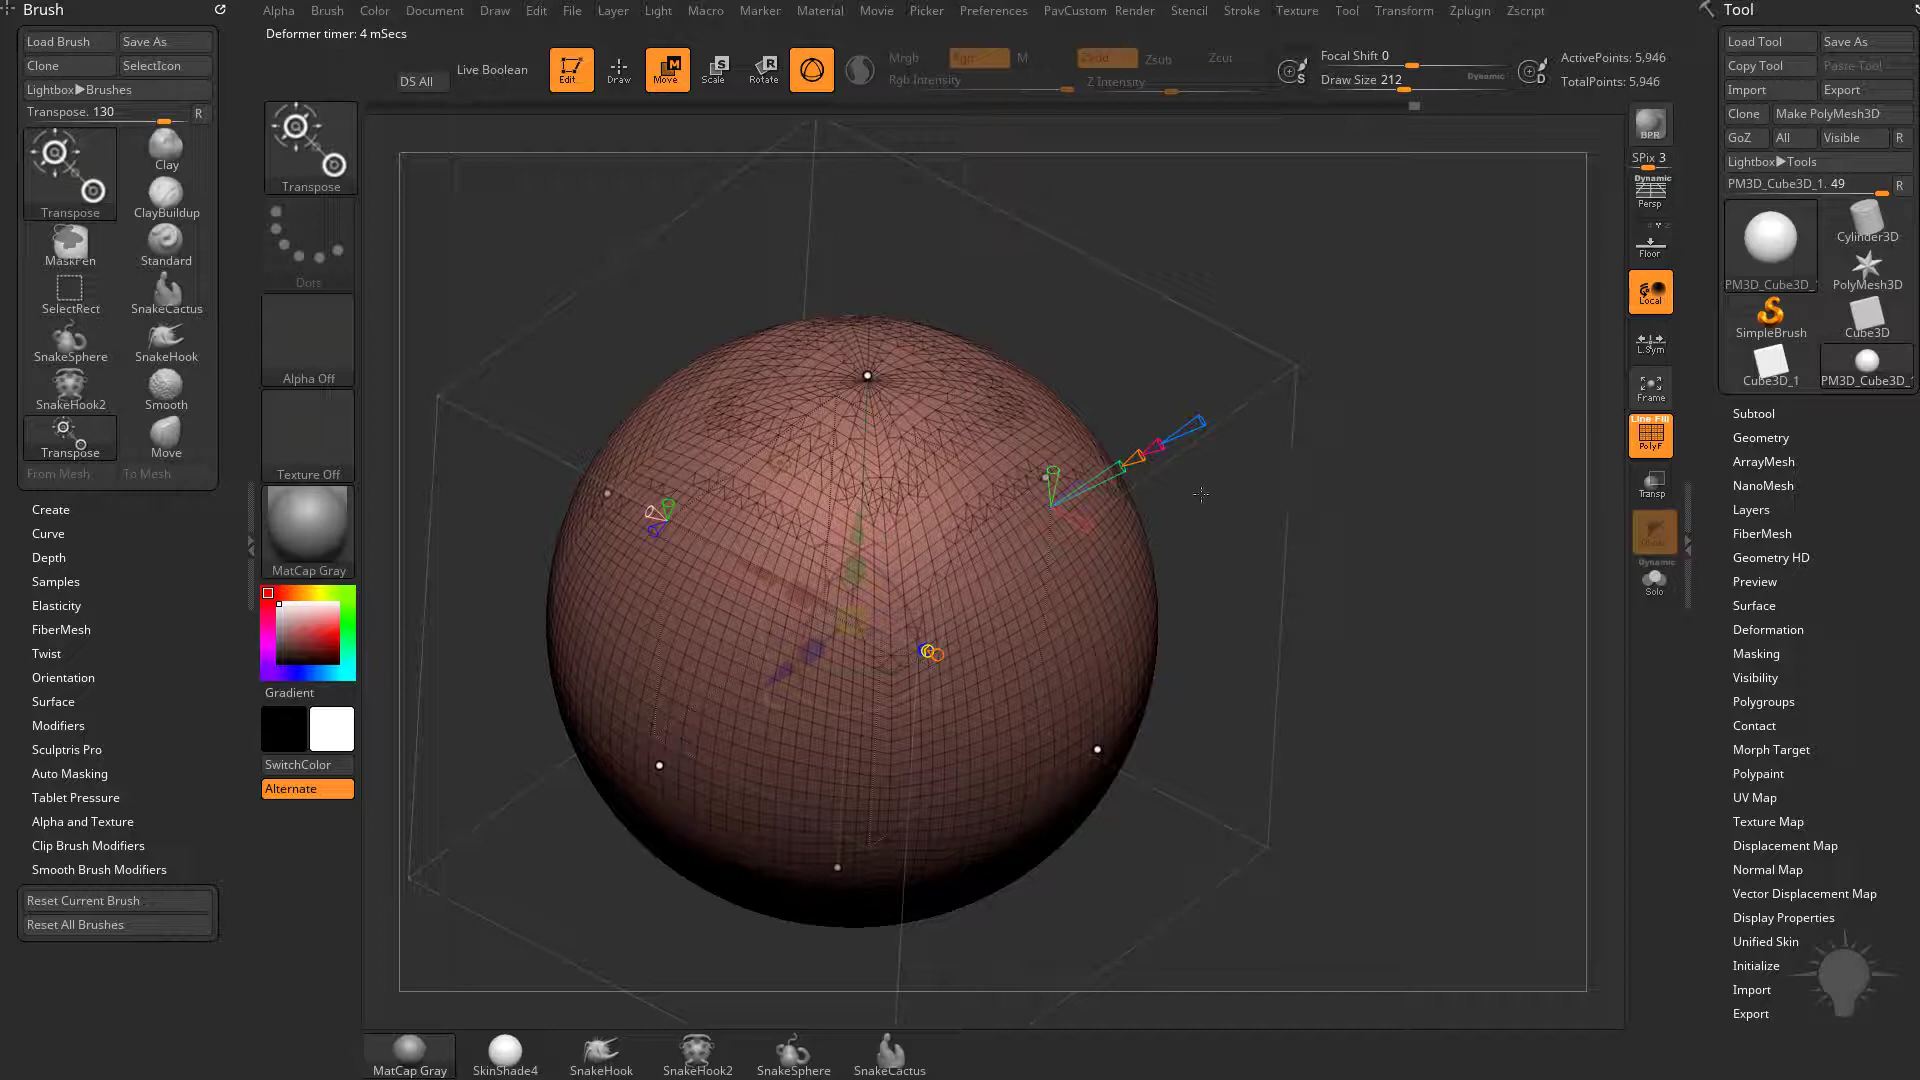 Brush
Alpha Brush Color Document Draw Edit File Layer Light Macro Marker Material Movie Picker Preferences PavCustom Render Stencil Stroke Texture Tool Transform Zplugin Zscript
Tool
Deformer timer: 4 mSecs
Load Brush Save As
Clone SelectIcon
Lightbox▶Brushes
Transpose. 130 R
Transpose
Clay
ClayBuildup
MaskPen
Standard
SelectRect
SnakeCactus
SnakeSphere
SnakeHook
SnakeHook2
Smooth
Transpose
Move
From Mesh To Mesh
Create
Curve
Depth
Samples
Elasticity
FiberMesh
Twist
Orientation
Surface
Modifiers
Sculptris Pro
Auto Masking
Tablet Pressure
Alpha and Texture
Clip Brush Modifiers
Smooth Brush Modifiers
Reset Current Brush
Reset All Brushes
DS All
Live Boolean
Edit
Draw
Move
Scale
Rotate
Mrgb Rgb M
Rgb Intensity
Zadd Zsub Zcut
Z Intensity
Focal Shift 0
Draw Size 212 Dynamic
ActivePoints: 5,946
TotalPoints: 5,946
Transpose
Dots
Alpha Off
Texture Off
MatCap Gray
Gradient
SwitchColor
Alternate
BPR
SPix 3
Dynamic
Persp
Floor
Local
L.Sym
Frame
Line Fill
PolyF
Transp
Dynamic
Solo
Load Tool Save As
Copy Tool Paste Tool
Import Export
Clone Make PolyMesh3D
GoZ All Visible R
Lightbox▶Tools
PM3D_Cube3D_1. 49 R
PM3D_Cube3D_
Cylinder3D
PolyMesh3D
SimpleBrush
Cube3D
Cube3D_1
PM3D_Cube3D_
Subtool
Geometry
ArrayMesh
NanoMesh
Layers
FiberMesh
Geometry HD
Preview
Surface
Deformation
Masking
Visibility
Polygroups
Contact
Morph Target
Polypaint
UV Map
Texture Map
Displacement Map
Normal Map
Vector Displacement Map
Display Properties
Unified Skin
Initialize
Import
Export
MatCap Gray
SkinShade4
SnakeHook
SnakeHook2
SnakeSphere
SnakeCactus